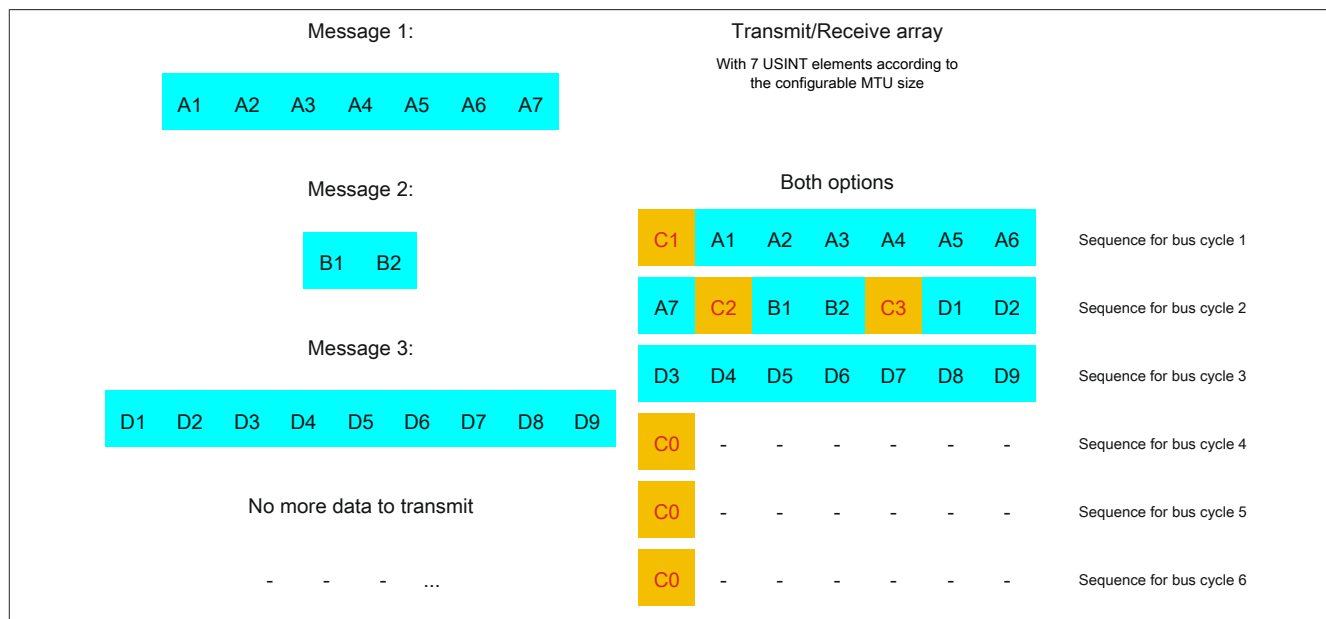 Message 1:
A1 A2 A3 A4 A5 A6 A7
Message 2:
B1 B2
Message 3:
D1 D2 D3 D4 D5 D6 D7 D8 D9
No more data to transmit
- - - ...
Transmit/Receive array
With 7 USINT elements according to
the configurable MTU size
Both options
C1 A1 A2 A3 A4 A5 A6 Sequence for bus cycle 1
A7 C2 B1 B2 C3 D1 D2 Sequence for bus cycle 2
D3 D4 D5 D6 D7 D8 D9 Sequence for bus cycle 3
C0 - - - - - - Sequence for bus cycle 4
C0 - - - - - - Sequence for bus cycle 5
C0 - - - - - - Sequence for bus cycle 6